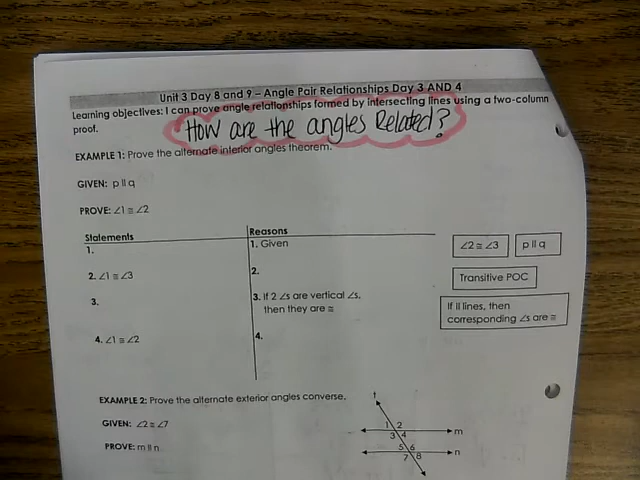 Unit 3 Day 8 and 9 – Angle Pair Relationships Day 3 AND 4
Learning objectives: I can prove angle relationships formed by intersecting lines using a two-column
proof.
How are the angles Related?
EXAMPLE 1: Prove the alternate interior angles theorem.
GIVEN: p ll q
PROVE: ∠1 ≅ ∠2
Statements
Reasons
1.
1. Given
2. ∠1 ≅ ∠3
2.
3.
3. If 2 ∠s are vertical ∠s,
then they are ≅
4. ∠1 ≅ ∠2
4.
∠2 ≅ ∠3
p ll q
Transitive POC
If ll lines, then
corresponding ∠s are ≅
EXAMPLE 2: Prove the alternate exterior angles converse.
GIVEN: ∠2 ≅ ∠7
PROVE: m ll n
t
1 2
m
3 4
5 6
n
7 8